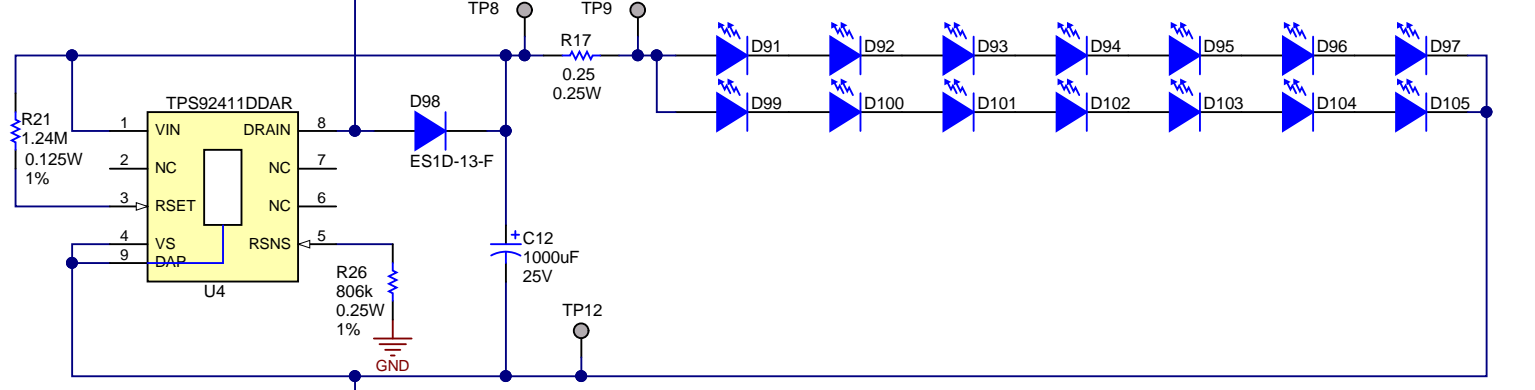 TP8
TP9
R17
0.25
0.25W
D91
D92
D93
D94
D95
D96
D97
D99
D100
D101
D102
D103
D104
D105
R21
1.24M
0.125W
1%
TPS92411DDAR
1
VIN
DRAIN
8
2
NC
NC
7
3
RSET
NC
6
4
VS
RSNS
5
9
DAP
U4
D98
ES1D-13-F
+
C12
1000uF
25V
R26
806k
0.25W
1%
GND
TP12